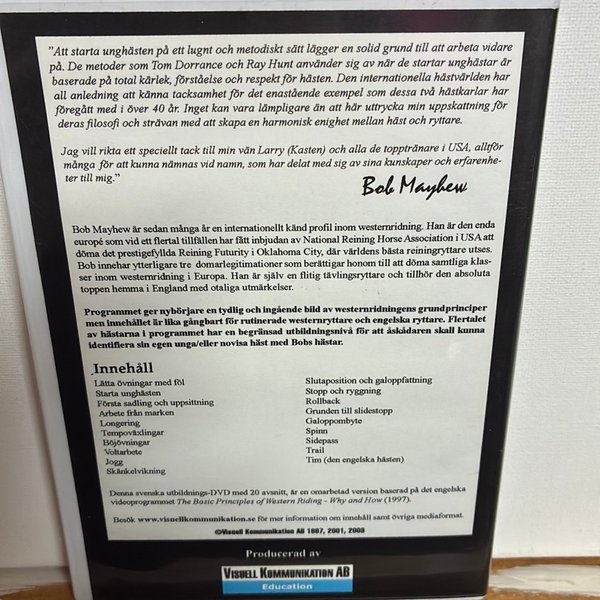 "Att starta unghästen på ett lugnt och metodiskt sätt lägger en solid grund till att arbeta vidare
på. De metoder som Tom Dorrance och Ray Hunt använder sig av när de startar unghästar är
baserade på total kärlek, förståelse och respekt för hästen. Den internationella hästvärlden har
all anledning att känna tacksamhet för det enastående exempel som dessa två hästkarlar har
föregått med i över 40 år. Inget kan vara lämpligare än att här uttrycka min uppskattning för
deras filosofi och strävan med att skapa en harmonisk enighet mellan häst och ryttare.
Jag vill rikta ett speciellt tack till min vän Larry (Kasten) och alla de topptränare i USA, alltför
många för att kunna nämnas vid namn, som har delat med sig av sina kunskaper och erfarenhe-
ter till mig."
Bob Mayhew
Bob Mayhew är sedan många år en internationellt känd profil inom westernridning. Han är den enda
europé som vid ett flertal tillfällen har fått inbjudan av National Reining Horse Association i USA att
döma det prestigefyllda Reining Futurity i Oklahoma City, där världens bästa reiningryttare utses.
Bob innehar ytterligare tre domarlegitimationer som berättigar honom till att döma samtliga klas-
ser inom westernridning i Europa. Han är själv en flitig tävlingsryttare och tillhör den absoluta
toppen hemma i England med otaliga utmärkelser.
Programmet ger nybörjare en tydlig och ingående bild av westernridningens grundprinciper
men innehållet är lika gångbart för rutinerade westernryttare och engelska ryttare. Flertalet
av hästarna i programmet har en begränsad utbildningsnivå för att åskådaren skall kunna
identifiera sin egen unga/eller novisa häst med Bobs hästar.
Innehåll
Lätta övningar med föl
Starta unghästen
Första sadling och uppsittning
Arbete från marken
Longering
Tempoväxlingar
Böjövningar
Voltarbete
Jogg
Skänkelvikning
Slutaposition och galoppfattning
Stopp och ryggning
Rollback
Grunden till slidestopp
Galoppombyte
Spinn
Sidepass
Trail
Tim (den engelska hästen)
Denna svenska utbildnings-DVD med 20 avsnitt, är en omarbetad version baserad på det engelska
videoprogrammet The Basic Principles of Western Riding - Why and How (1997).
Besök www.visuellkommunikation.se för mer information om innehåll samt övriga mediaformat.
©Visuell Kommunikation AB 1997, 2001, 2003
Producerad av
VISUELL KOMMUNIKATION AB
Education